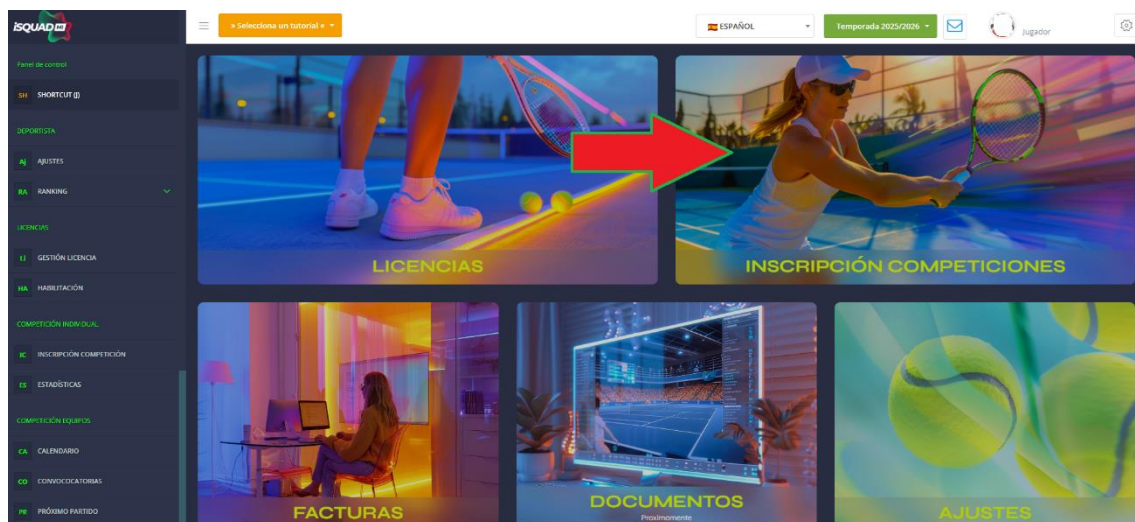 iSQUAD
» Selecciona un tutorial «
ESPAÑOL
Temporada 2025/2026
Jugador
Panel de control
SH SHORTCUT (J)
DEPORTISTA
Aj AJUSTES
RA RANKING
LICENCIAS
LI GESTIÓN LICENCIA
HA HABILITACIÓN
COMPETICIÓN INDIVIDUAL
IC INSCRIPCIÓN COMPETICIÓN
ES ESTADÍSTICAS
COMPETICIÓN EQUIPOS
CA CALENDARIO
CO CONVOCOCATORIAS
PR PRÓXIMO PARTIDO
LICENCIAS
INSCRIPCIÓN COMPETICIONES
FACTURAS
DOCUMENTOS
Proximamente
AJUSTES